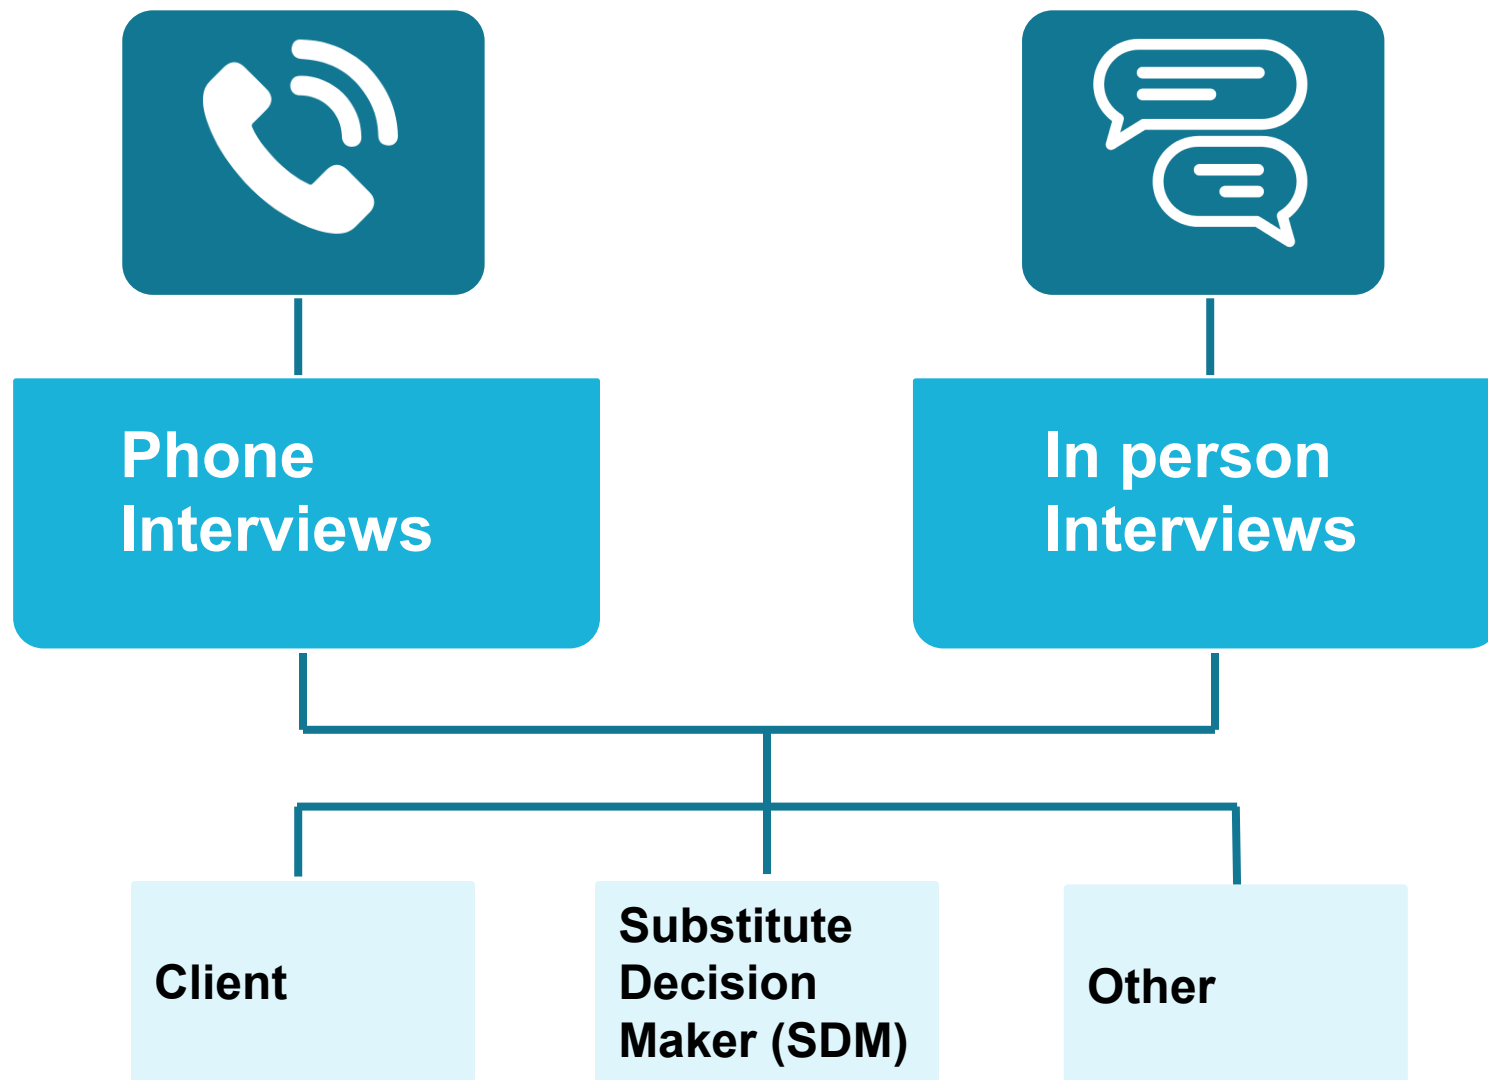 Phone
Interviews
In person
Interviews
Client
Substitute
Decision
Maker (SDM)
Other